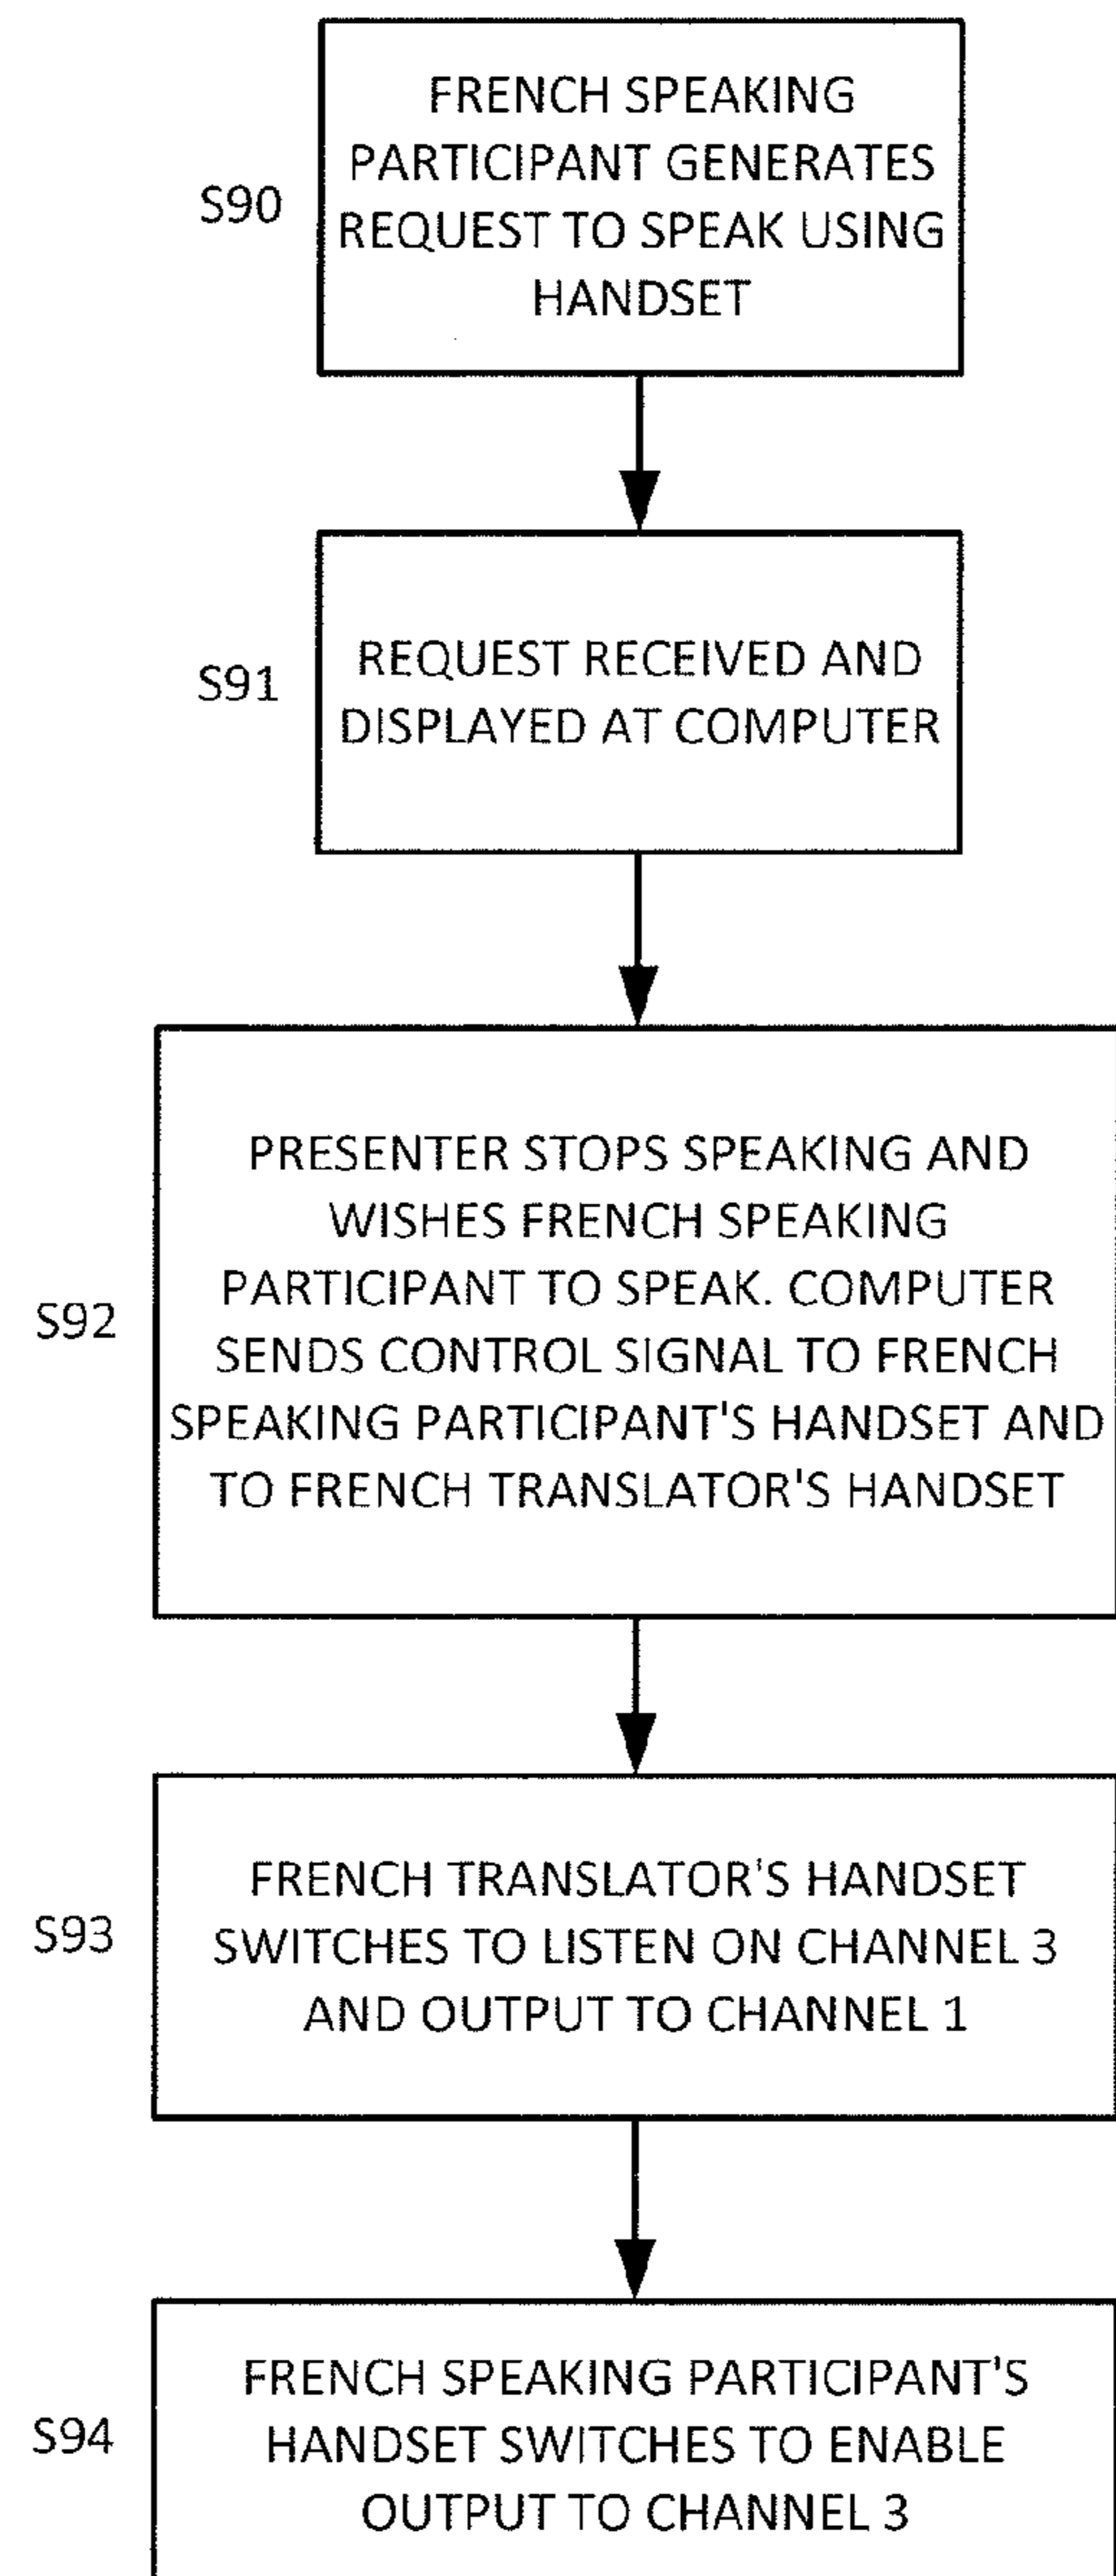 S90
FRENCH SPEAKING
PARTICIPANT GENERATES
REQUEST TO SPEAK USING
HANDSET
S91
REQUEST RECEIVED AND
DISPLAYED AT COMPUTER
S92
PRESENTER STOPS SPEAKING AND
WISHES FRENCH SPEAKING
PARTICIPANT TO SPEAK. COMPUTER
SENDS CONTROL SIGNAL TO FRENCH
SPEAKING PARTICIPANT'S HANDSET AND
TO FRENCH TRANSLATOR'S HANDSET
S93
FRENCH TRANSLATOR'S HANDSET
SWITCHES TO LISTEN ON CHANNEL 3
AND OUTPUT TO CHANNEL 1
S94
FRENCH SPEAKING PARTICIPANT'S
HANDSET SWITCHES TO ENABLE
OUTPUT TO CHANNEL 3